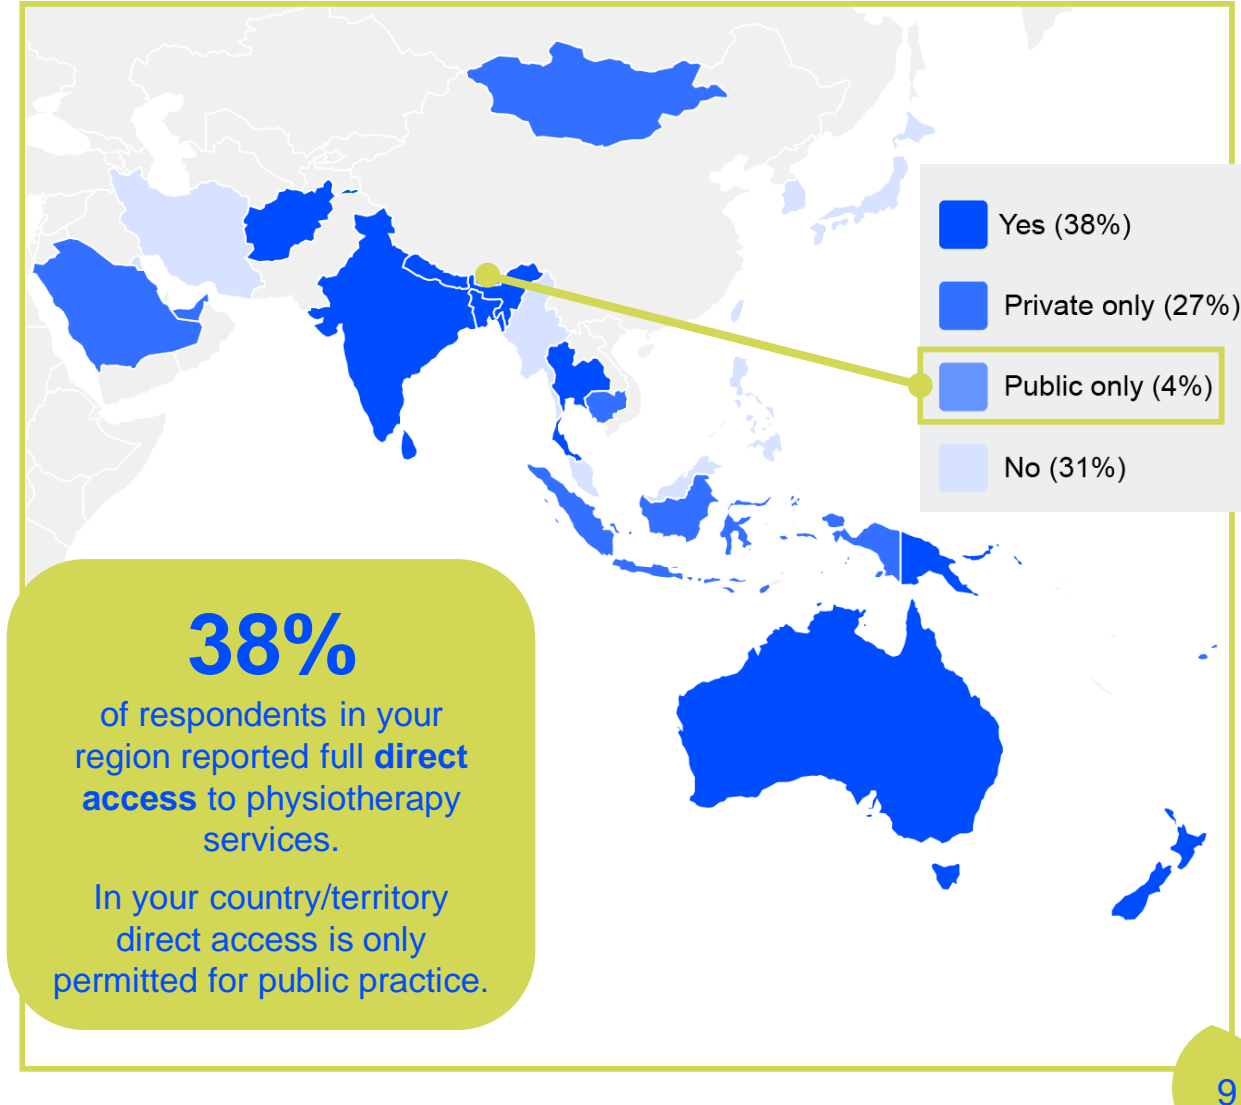 Yes (38%)
Private only (27%)
Public only (4%)
No (31%)
38%
of respondents in your
region reported full direct
access to physiotherapy
services.
In your country/territory
direct access is only
permitted for public practice.
9